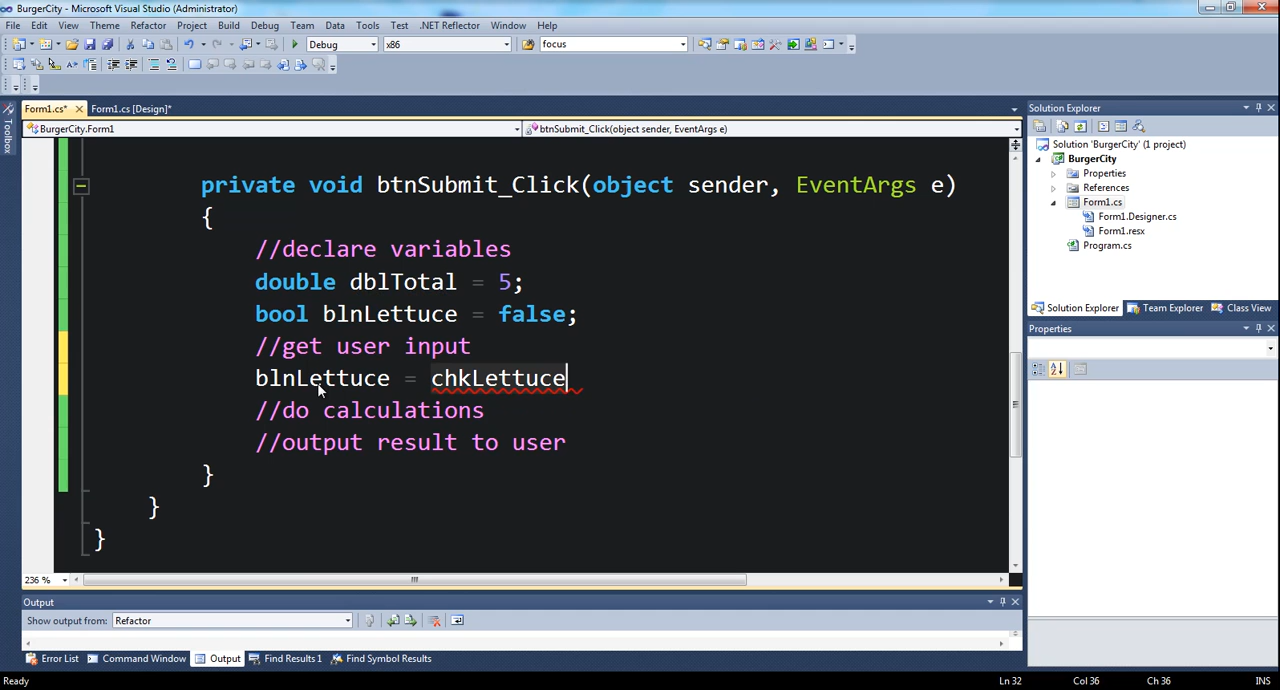 BurgerCity - Microsoft Visual Studio (Administrator)
File Edit View Theme Refactor Project Build Debug Team Data Tools Test .NET Reflector Window Help
Debug x86 focus
Form1.cs* Form1.cs [Design]*
BurgerCity.Form1 btnSubmit_Click(object sender, EventArgs e)
private void btnSubmit_Click(object sender, EventArgs e)
{
//declare variables
double dblTotal = 5;
bool blnLettuce = false;
//get user input
blnLettuce = chkLettuce
//do calculations
//output result to user
}
}
}
236 %
Toolbox
Solution Explorer
Solution 'BurgerCity' (1 project)
BurgerCity
Properties
References
Form1.cs
Form1.Designer.cs
Form1.resx
Program.cs
Solution Explorer Team Explorer Class View
Properties
Output
Show output from: Refactor
Error List Command Window Output Find Results 1 Find Symbol Results
Ready Ln 32 Col 36 Ch 36 INS